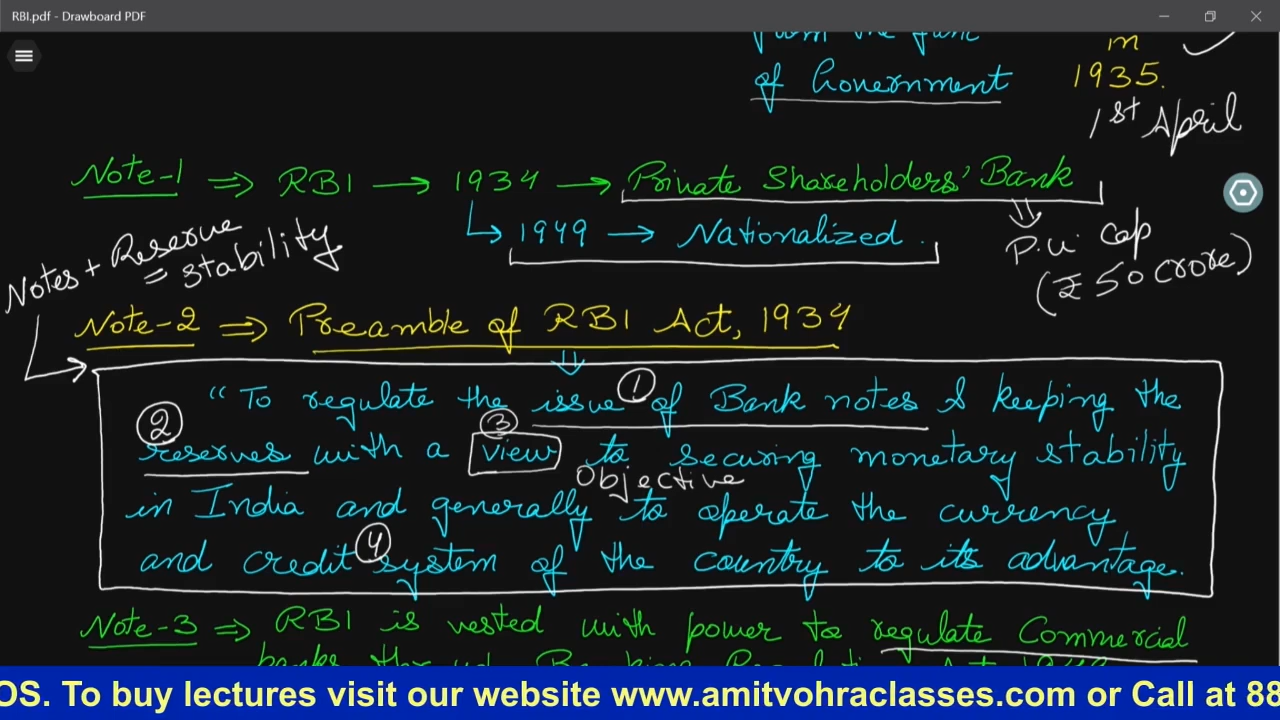 RBI.pdf - Drawboard PDF
in
1935.
of Government
1st April
Note-1 ⇒ RBI → 1934 → Private Shareholders' Bank
↳ 1949 → Nationalized.
P.U. Cap
(₹50 crore)
Notes + Reserve
= stability
Note-2 ⇒ Preamble of RBI Act, 1934
"To regulate the issue ① of Bank notes & keeping the
② reserves with a ③ view to securing monetary stability
Objective
in India and generally to operate the currency
and credit ④ system of the country to its advantage.
Note-3 ⇒ RBI is vested with power to regulate Commercial
OS. To buy lectures visit our website www.amitvohraclasses.com or Call at 88